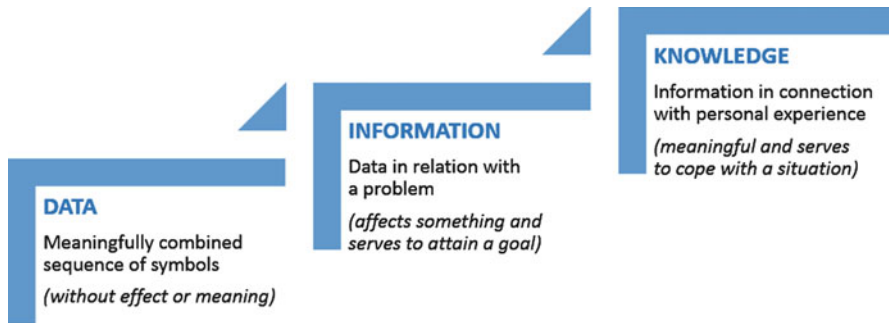 DATA
Meaningfully combined
sequence of symbols
(without effect or meaning)
INFORMATION
Data in relation with
a problem
(affects something and
serves to attain a goal)
KNOWLEDGE
Information in connection
with personal experience
(meaningful and serves
to cope with a situation)